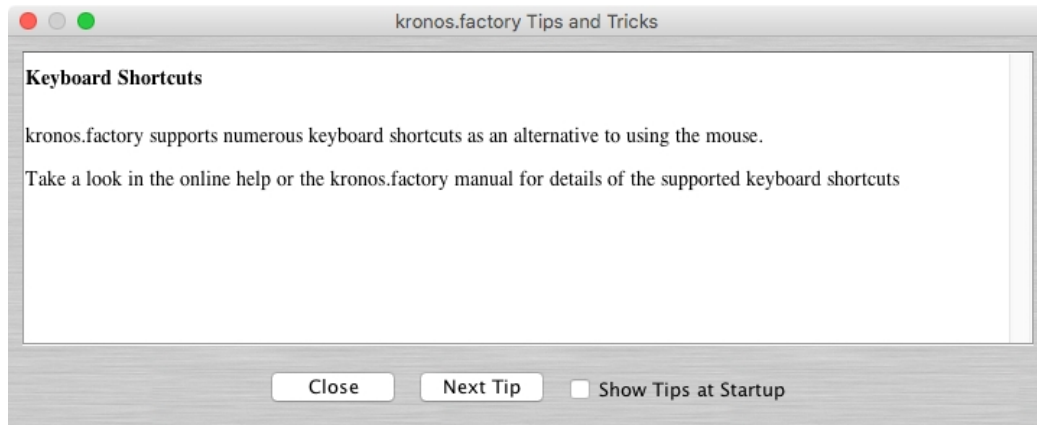 kronos.factory Tips and Tricks
Keyboard Shortcuts
kronos.factory supports numerous keyboard shortcuts as an alternative to using the mouse.
Take a look in the online help or the kronos.factory manual for details of the supported keyboard shortcuts
Close Next Tip Show Tips at Startup